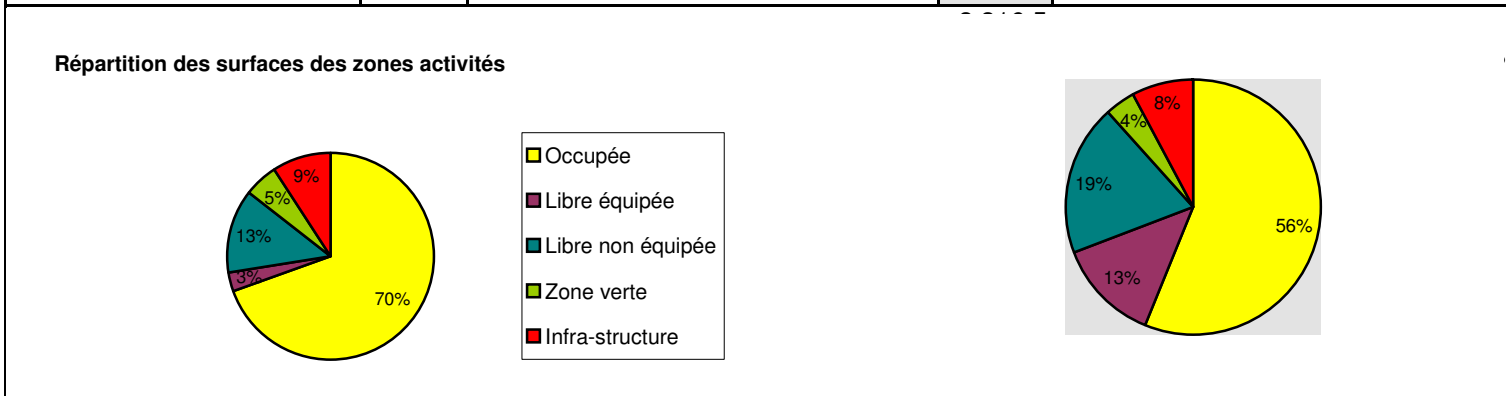 Répartition des surfaces des zones activités
9%
5%
13%
3%
70%
Occupée
Libre équipée
Libre non équipée
Zone verte
Infra-structure
8%
4%
19%
13%
56%